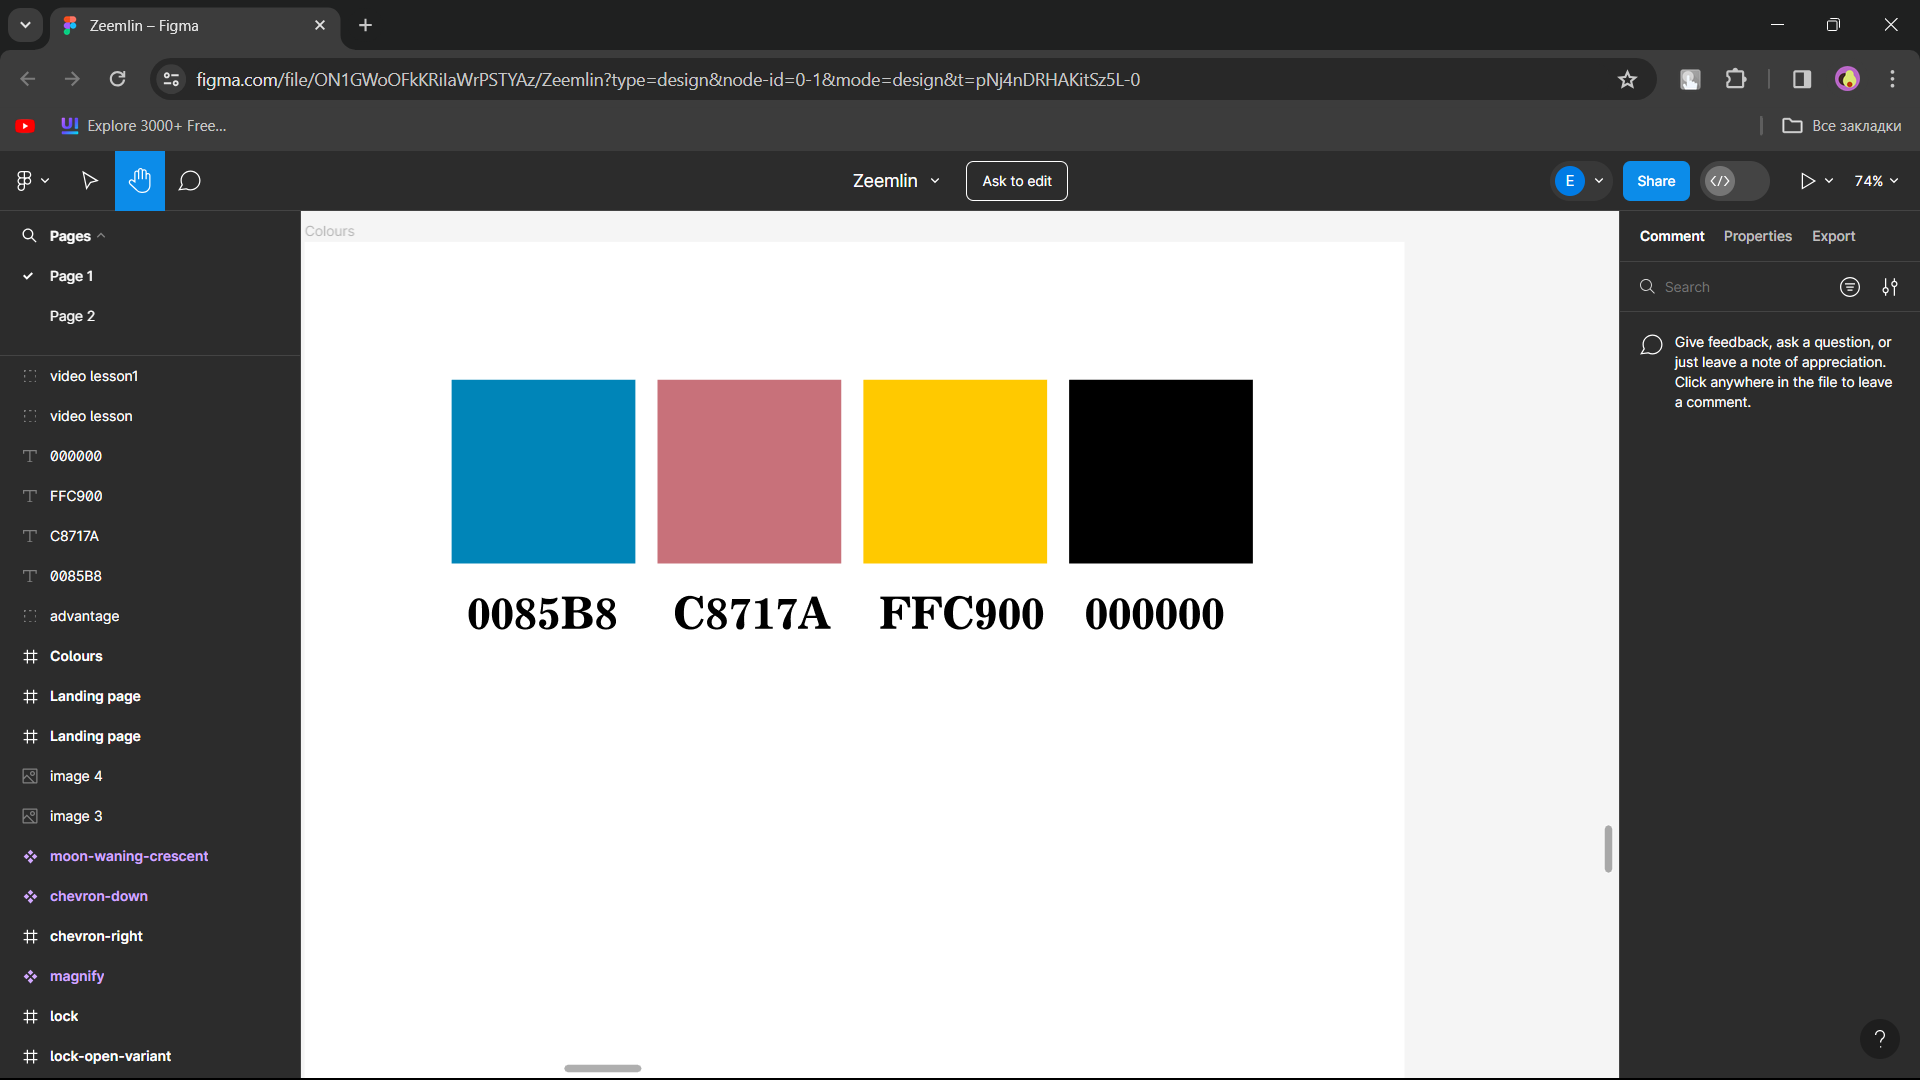 Zeemlin – Figma
figma.com/file/ON1GWoOFkKRilaWrPSTYAz/Zeemlin?type=design&node-id=0-1&mode=design&t=pNj4nDRHAKitSz5L-0
Explore 3000+ Free...
Все закладки
Zeemlin
Ask to edit
E
Share
74%
Pages
Page 1
Page 2
video lesson1
video lesson
000000
FFC900
C8717A
0085B8
advantage
Colours
Landing page
Landing page
image 4
image 3
moon-waning-crescent
chevron-down
chevron-right
magnify
lock
lock-open-variant
Colours
0085B8 C8717A FFC900 000000
Comment Properties Export
Search
Give feedback, ask a question, or
just leave a note of appreciation.
Click anywhere in the file to leave
a comment.
?